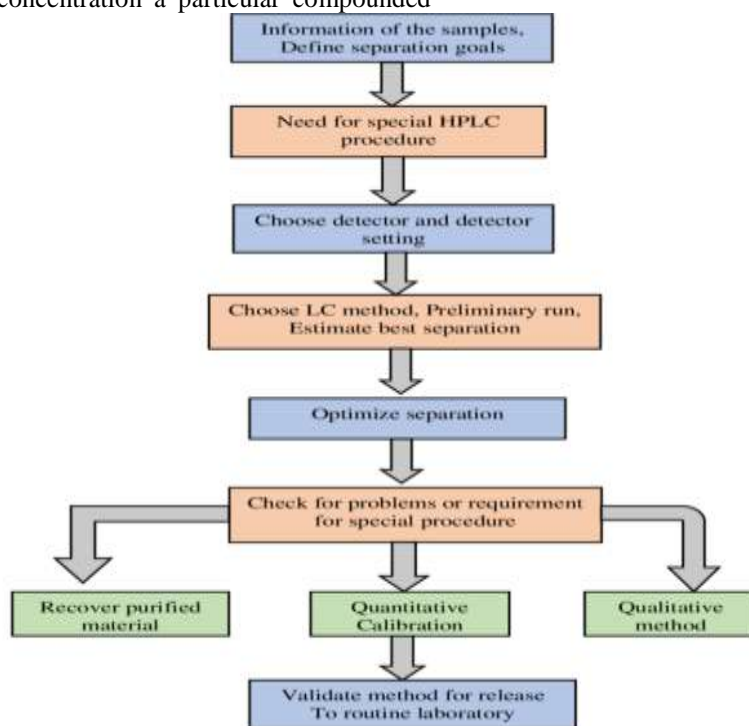 concentration a particular compounded
Information of the samples,
Define separation goals
Need for special HPLC
procedure
Choose detector and detector
setting
Choose LC method, Preliminary run,
Estimate best separation
Optimize separation
Check for problems or requirement
for special procedure
Recover purified
material
Quantitative
Calibration
Qualitative
method
Validate method for release
To routine laboratory